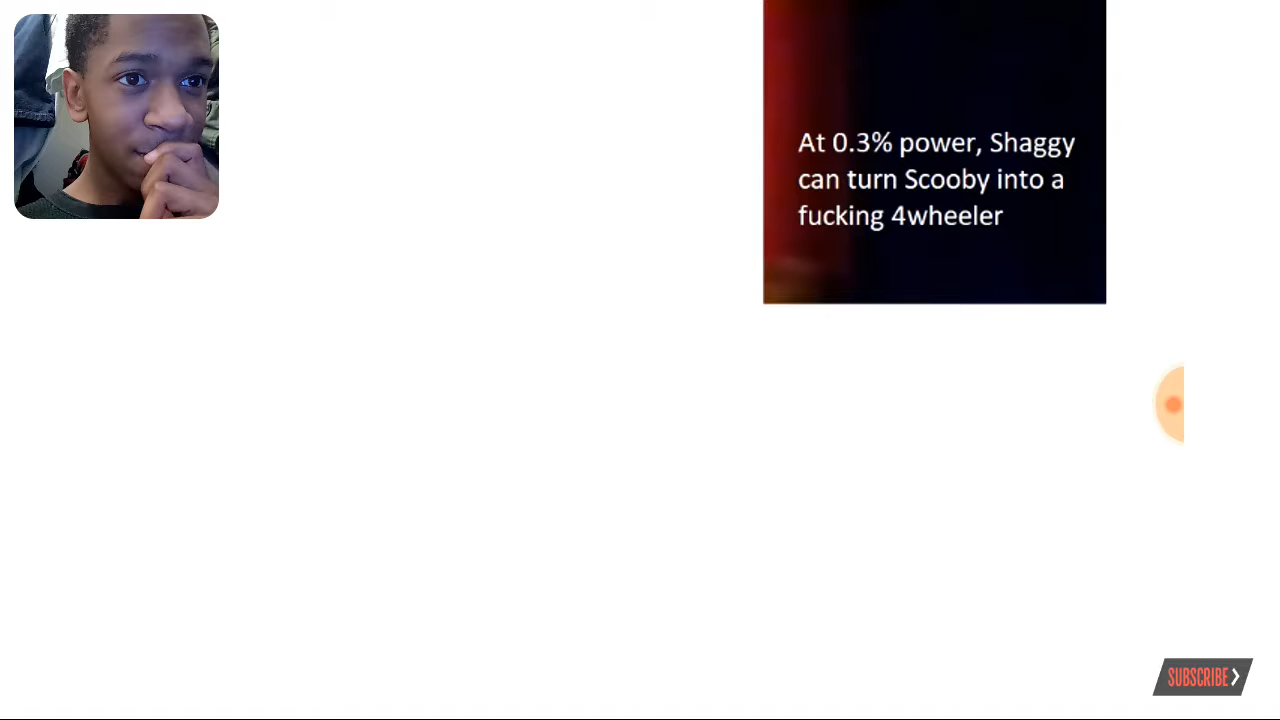 At 0.3% power, Shaggy
can turn Scooby into a
fucking 4wheeler
SUBSCRIBE